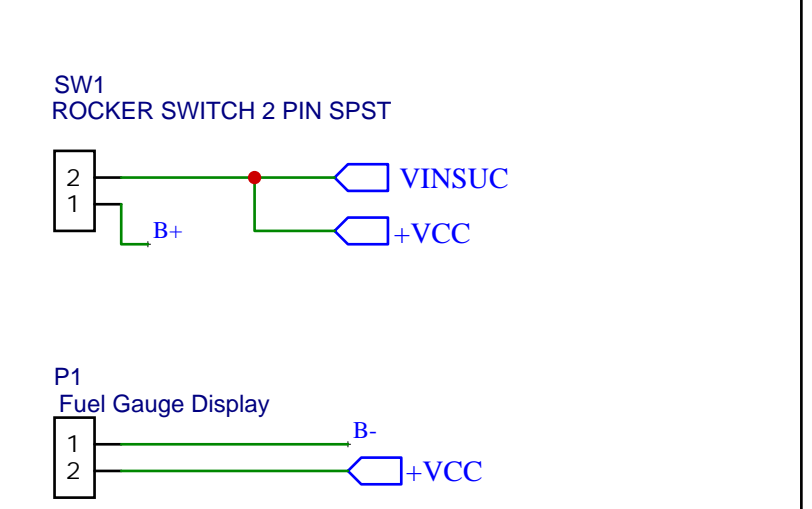 SW1
ROCKER SWITCH 2 PIN SPST
2 VINSUC
1
B+ +VCC
P1
Fuel Gauge Display
1 B-
2 +VCC